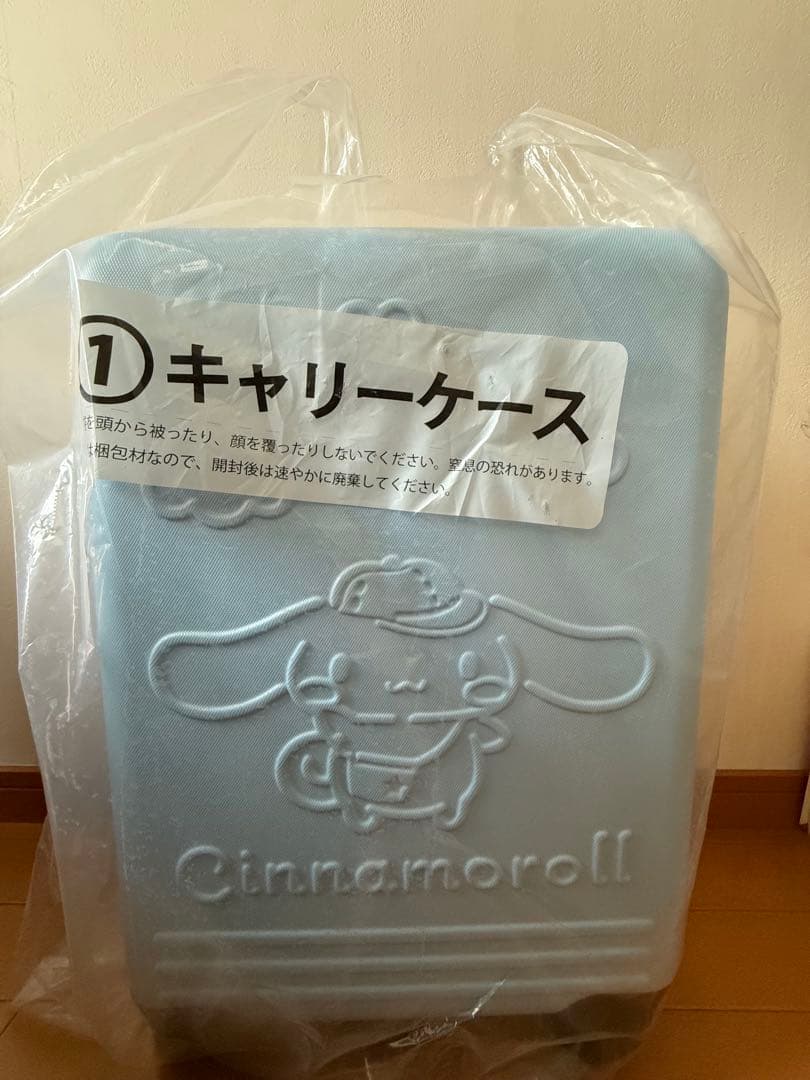 ①キャリーケース
を頭から被ったり、顔を覆ったりしないでください。窒息の恐れがあります。
は梱包材なので、開封後は速やかに廃棄してください。
Cinnamoroll